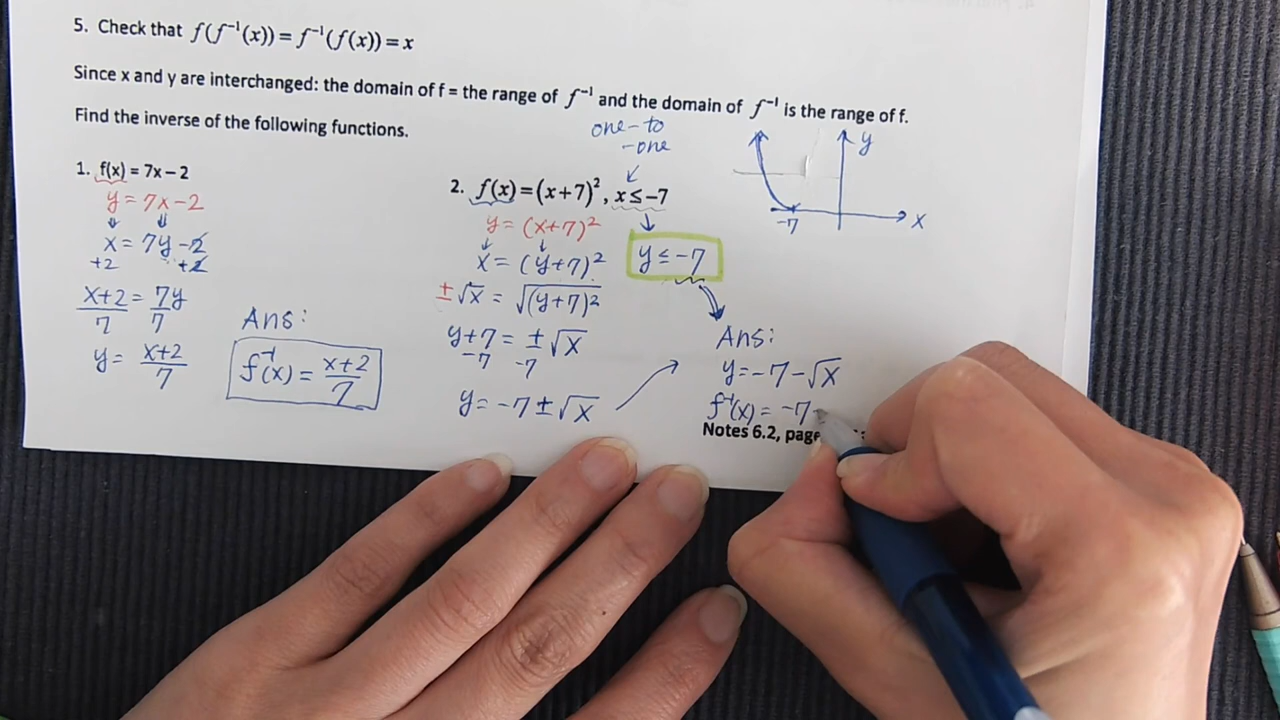 5. Check that f(f⁻¹(x)) = f⁻¹(f(x)) = x
Since x and y are interchanged: the domain of f = the range of f⁻¹ and the domain of f⁻¹ is the range of f.
Find the inverse of the following functions.
1. f(x) = 7x – 2
y = 7x - 2
x = 7y - 2
+2 +2
x+2 = 7y
7 7
y = x+2
7
Ans:
f⁻¹(x) = x+2
7
one-to
-one
2. f(x) = (x+7)², x ≤ -7
y = (x+7)²
x = (y+7)²
y ≤ -7
±√x = √(y+7)²
y+7 = ±√x
-7 -7
y = -7 ± √x
y
x
-7
Ans:
y = -7 - √x
f⁻¹(x) = -7-
Notes 6.2,